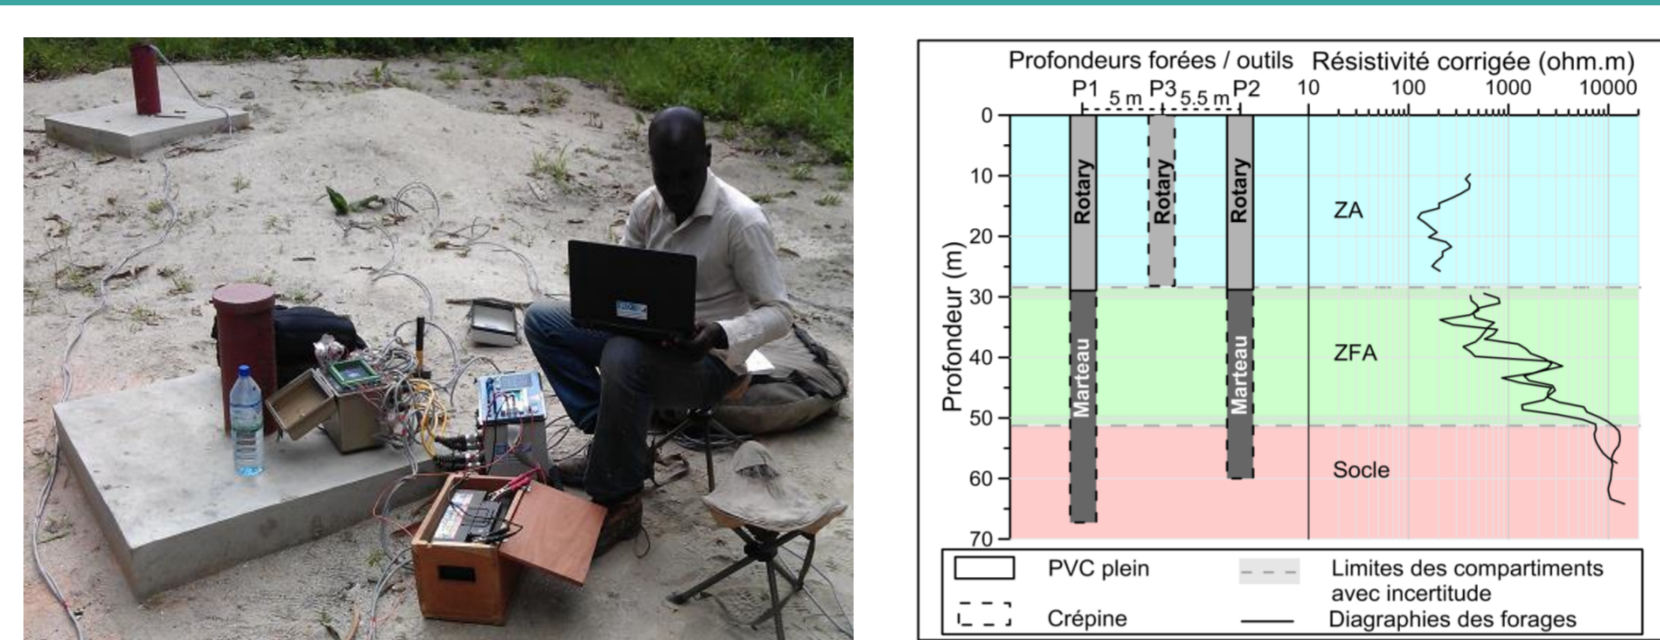 Profondeurs forées / outils
Résistivité corrigée (ohm.m)
P1 5 m P3 5.5 m P2
10 100 1000 10000
0
10
20
30
40
50
60
70
Profondeur (m)
Rotary
Rotary
Rotary
Marteau
Marteau
ZA
ZFA
Socle
PVC plein
Crépine
Limites des compartiments
avec incertitude
Diagraphies des forages